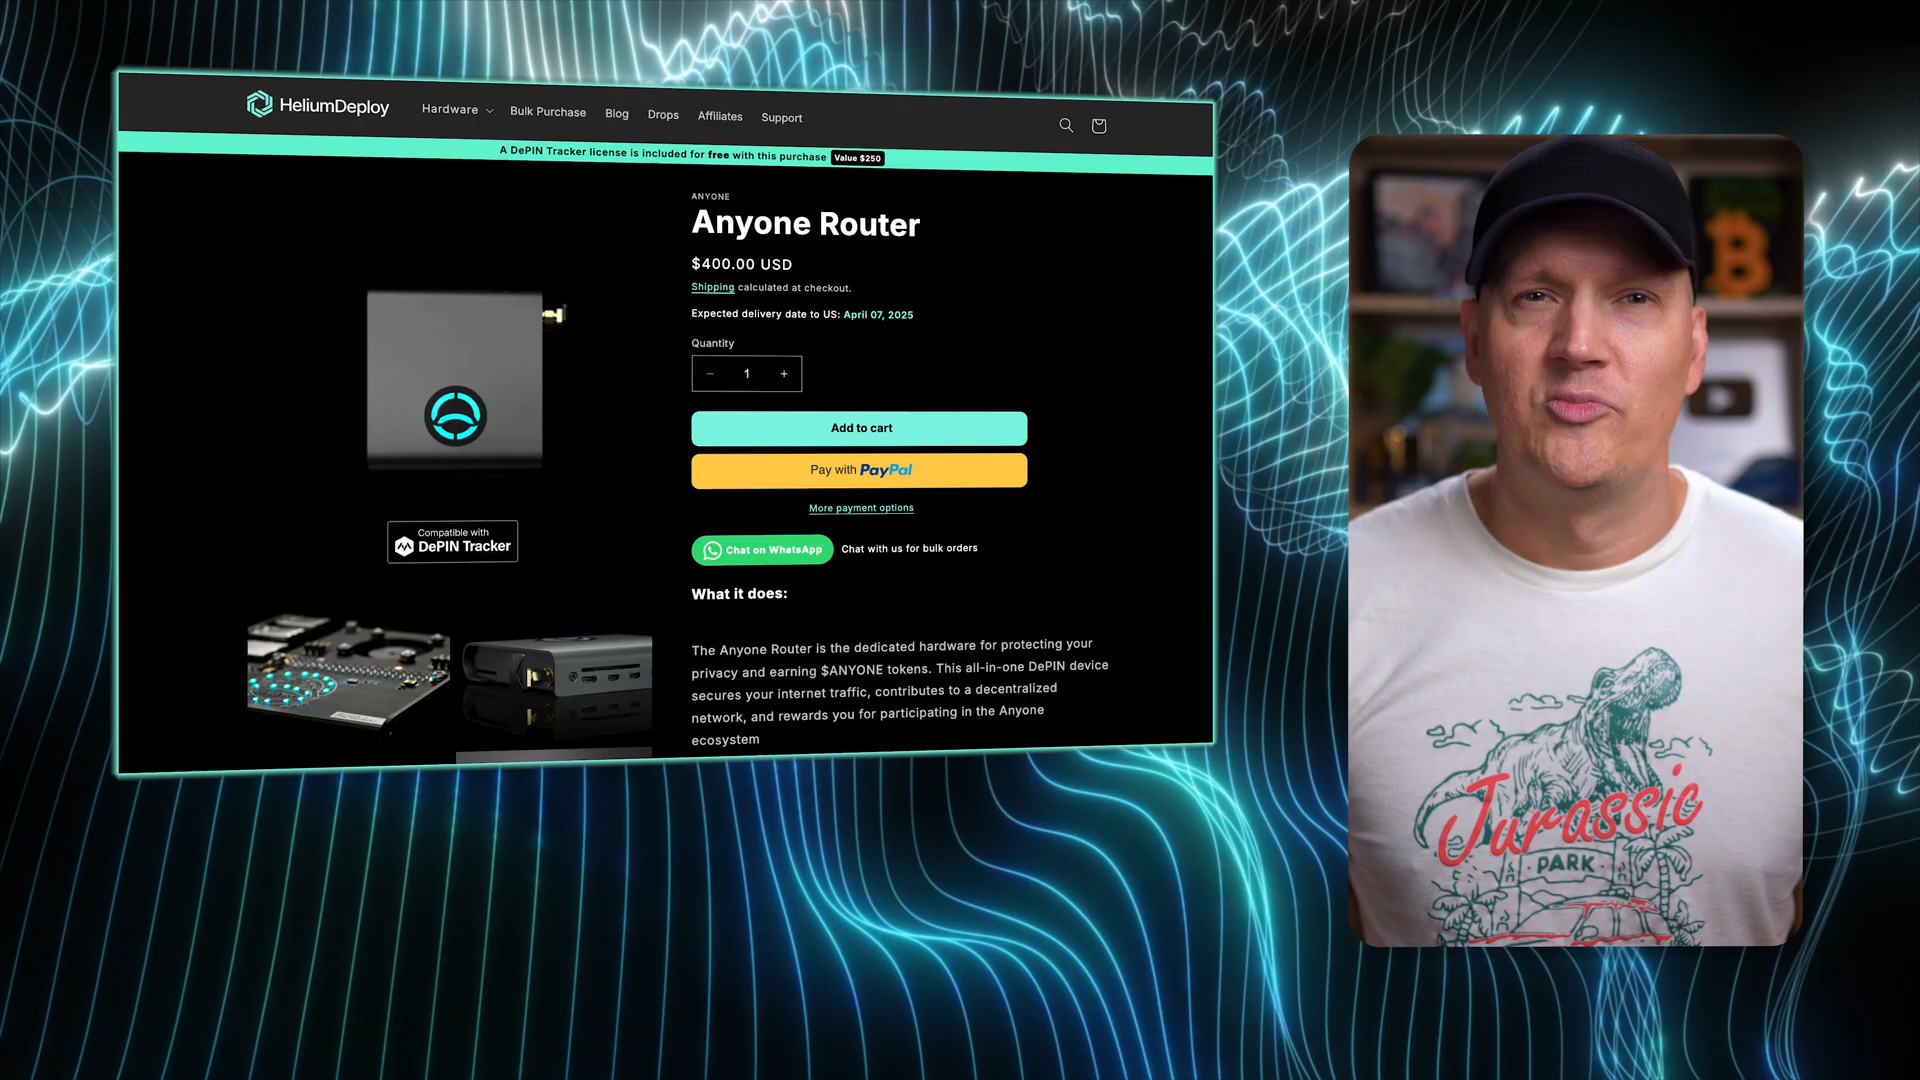 HeliumDeploy
Hardware Bulk Purchase Blog Drops Affiliates Support
A DePIN Tracker license is included for free with this purchase Value $250
ANYONE
Anyone Router
$400.00 USD
Shipping calculated at checkout.
Expected delivery date to US: April 07, 2025
Quantity
− 1 +
Add to cart
Pay with PayPal
More payment options
Chat on WhatsApp Chat with us for bulk orders
Compatible with
DePIN Tracker
What it does:
The Anyone Router is the dedicated hardware for protecting your
privacy and earning $ANYONE tokens. This all-in-one DePIN device
secures your internet traffic, contributes to a decentralized
network, and rewards you for participating in the Anyone
ecosystem
Jurassic
PARK